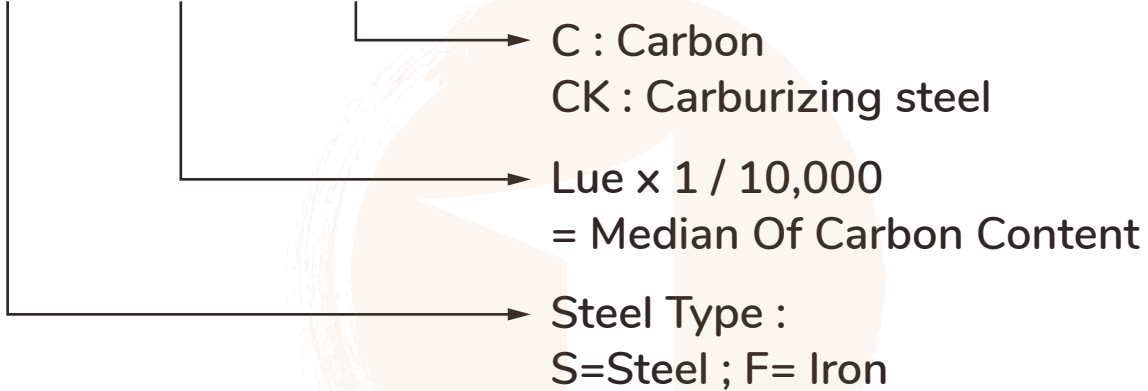 C : Carbon
CK : Carburizing steel
Lue x 1 / 10,000
= Median Of Carbon Content
Steel Type :
S=Steel ; F= Iron